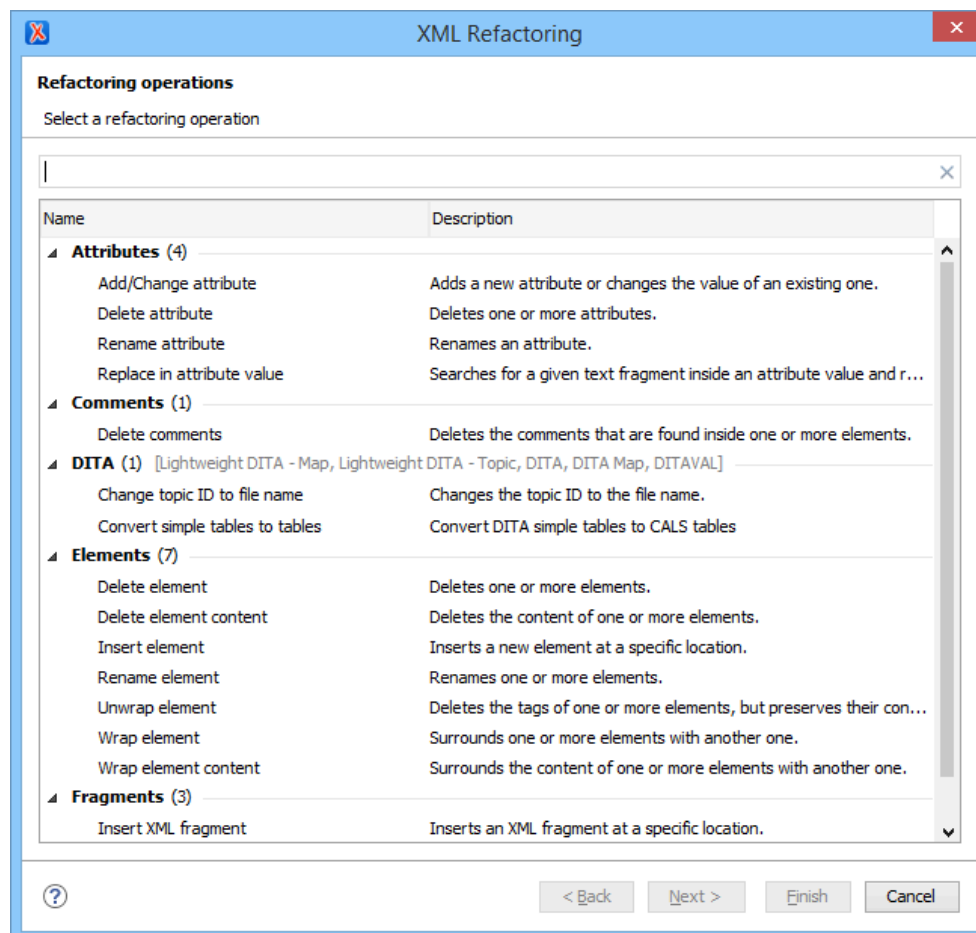 XML Refactoring
Refactoring operations
Select a refactoring operation
Name Description
Attributes (4)
Add/Change attribute Adds a new attribute or changes the value of an existing one.
Delete attribute Deletes one or more attributes.
Rename attribute Renames an attribute.
Replace in attribute value Searches for a given text fragment inside an attribute value and r...
Comments (1)
Delete comments Deletes the comments that are found inside one or more elements.
DITA (1) [Lightweight DITA - Map, Lightweight DITA - Topic, DITA, DITA Map, DITAVAL]
Change topic ID to file name Changes the topic ID to the file name.
Convert simple tables to tables Convert DITA simple tables to CALS tables
Elements (7)
Delete element Deletes one or more elements.
Delete element content Deletes the content of one or more elements.
Insert element Inserts a new element at a specific location.
Rename element Renames one or more elements.
Unwrap element Deletes the tags of one or more elements, but preserves their con...
Wrap element Surrounds one or more elements with another one.
Wrap element content Surrounds the content of one or more elements with another one.
Fragments (3)
Insert XML fragment Inserts an XML fragment at a specific location.
? < Back Next > Finish Cancel